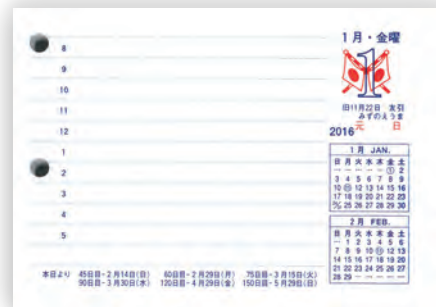 1月・金曜
1
旧11月22日 友引
みずのえうま
2016 元日
8
9
10
11
12
1
2
3
4
5
1月 JAN.
日 月 火 水 木 金 土
— — — — — ① 2
3 4 5 6 7 8 9
10 ⑪ 12 13 14 15 16
17 18 19 20 21 22 23
24/31 25 26 27 28 29 30
2月 FEB.
日 月 火 水 木 金 土
— 1 2 3 4 5 6
7 8 9 10 ⑪ 12 13
14 15 16 17 18 19 20
21 22 23 24 25 26 27
28 29 — — — — —
本日より 45日目-2月14日(日) 60日目-2月29日(月) 75日目-3月15日(火)
90日目-3月30日(水) 120日目-4月29日(金) 150日目-5月29日(日)